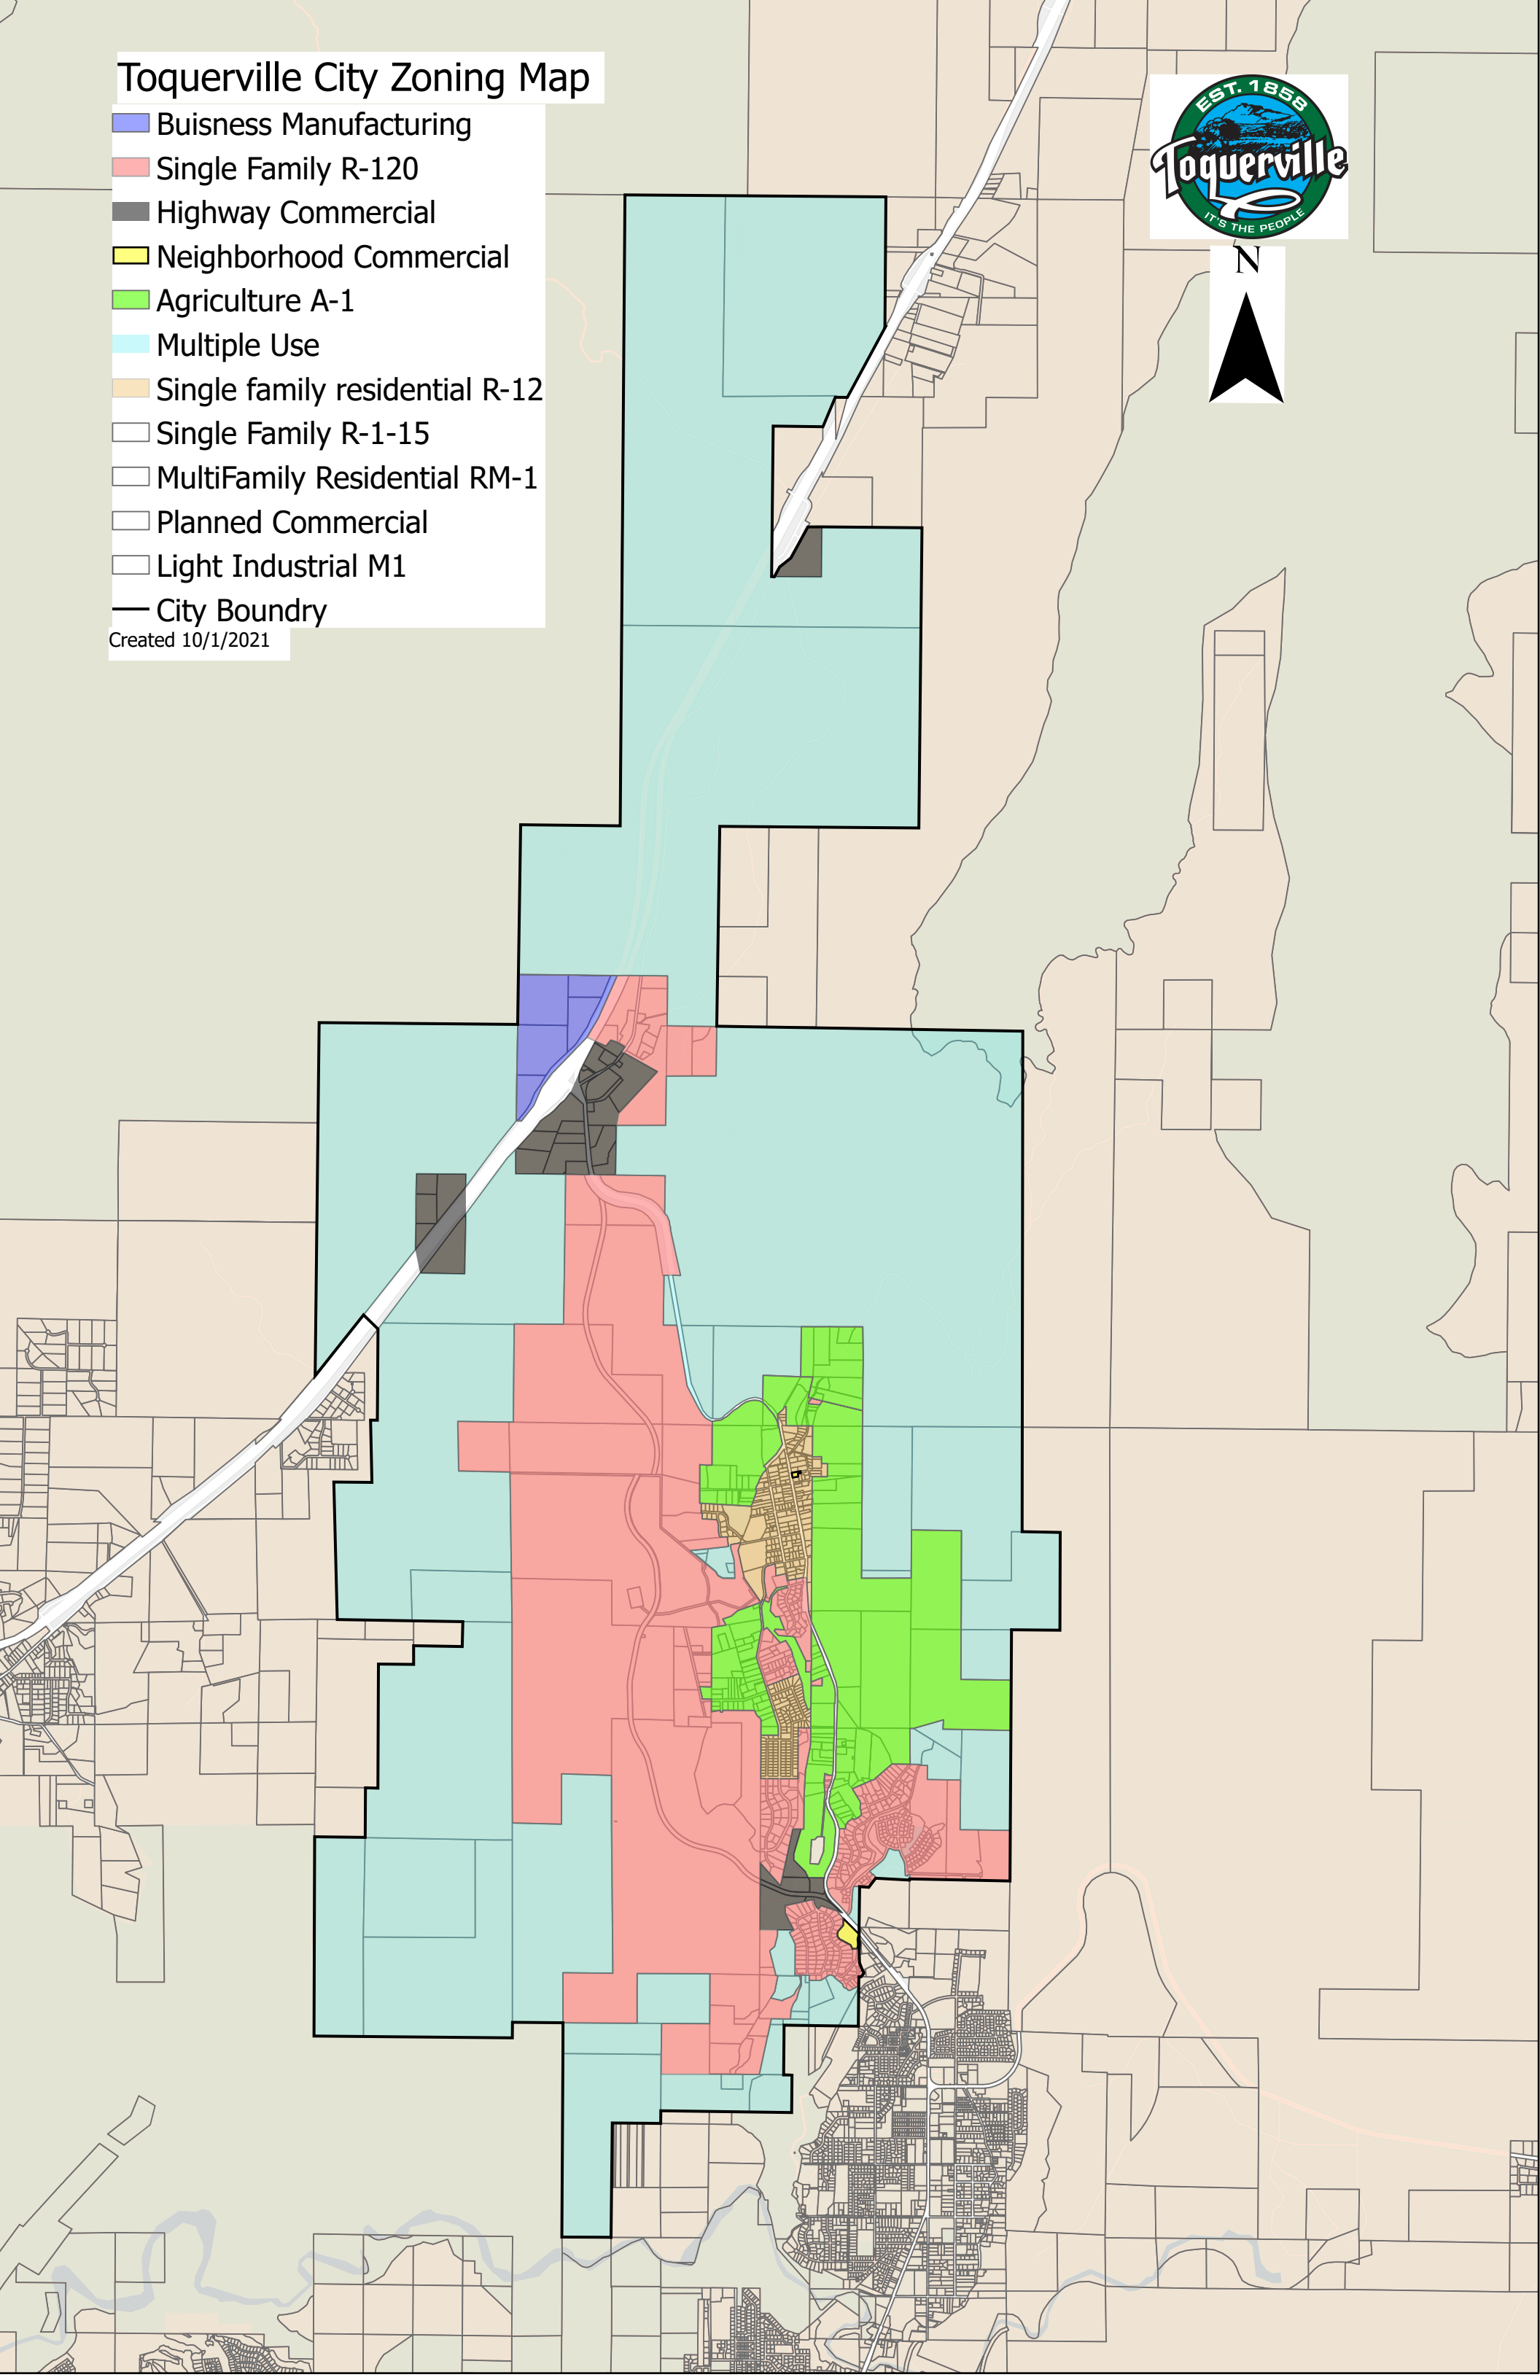 Toquerville City Zoning Map
Buisness Manufacturing
Single Family R-120
Highway Commercial
Neighborhood Commercial
Agriculture A-1
Multiple Use
Single family residential R-12
Single Family R-1-15
MultiFamily Residential RM-1
Planned Commercial
Light Industrial M1
City Boundry
Created 10/1/2021
EST. 1858
Toquerville
IT'S THE PEOPLE
N